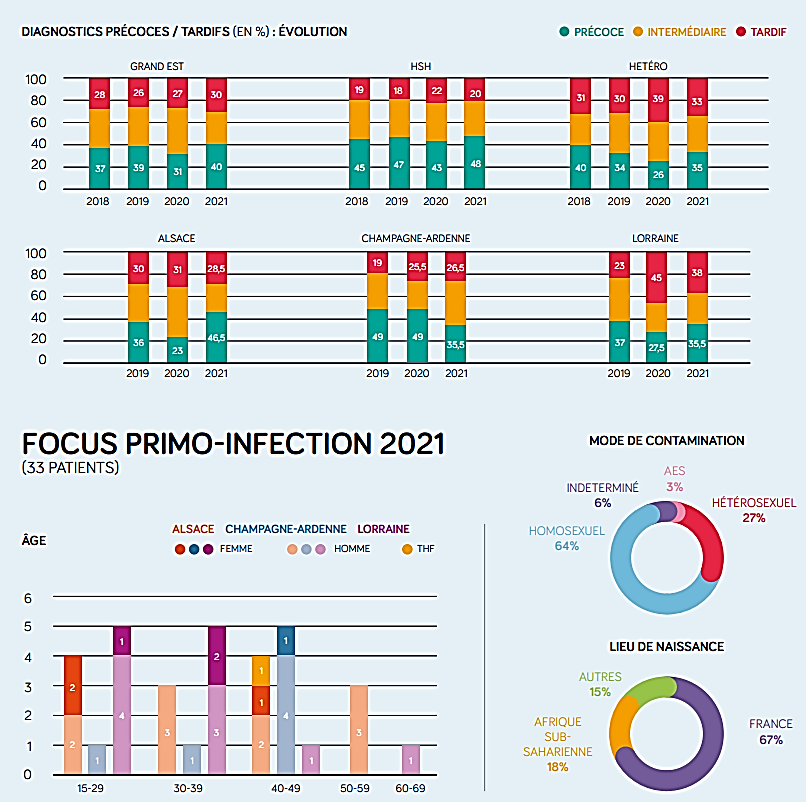 DIAGNOSTICS PRÉCOCES / TARDIFS (EN %) : ÉVOLUTION
PRÉCOCE INTERMÉDIAIRE TARDIF
GRAND EST
100
80
60
40
20
0
28 26 27 30
37 39 31 40
2018 2019 2020 2021
HSH
19 18 22 20
45 47 43 48
2018 2019 2020 2021
HETÉRO
31 30 39 33
40 34 26 35
2018 2019 2020 2021
ALSACE
100
80
60
40
20
0
30 31 28,5
36 23 46,5
2019 2020 2021
CHAMPAGNE-ARDENNE
19 25,5 26,5
49 49 35,5
2019 2020 2021
LORRAINE
23 45 38
37 27,5 35,5
2019 2020 2021
FOCUS PRIMO-INFECTION 2021
(33 PATIENTS)
ÂGE
ALSACE CHAMPAGNE-ARDENNE LORRAINE
FEMME HOMME THF
6
5
4
3
2
1
0
2 2 1 1 4
3 1 2 3
1 1 2 1 4 1
3
1
15-29 30-39 40-49 50-59 60-69
MODE DE CONTAMINATION
AES
3%
INDETERMINÉ
6%
HÉTÉROSEXUEL
27%
HOMOSEXUEL
64%
LIEU DE NAISSANCE
AUTRES
15%
AFRIQUE
SUB-
SAHARIENNE
18%
FRANCE
67%